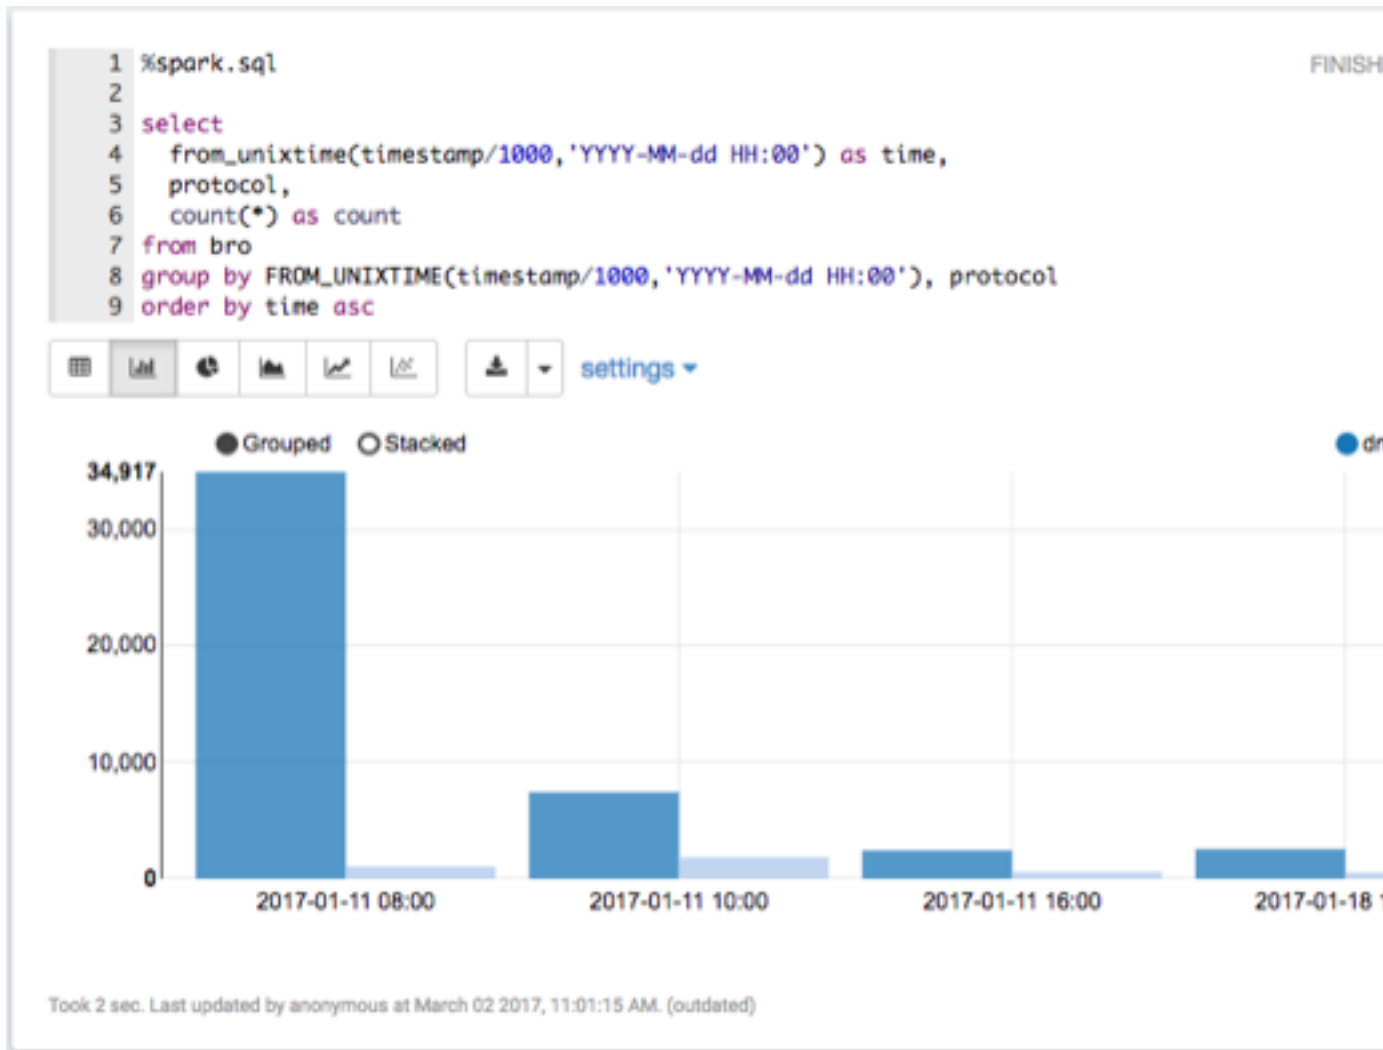 1 %spark.sql
2
3 select
4 from_unixtime(timestamp/1000,'YYYY-MM-dd HH:00') as time,
5 protocol,
6 count(*) as count
7 from bro
8 group by FROM_UNIXTIME(timestamp/1000,'YYYY-MM-dd HH:00'), protocol
9 order by time asc
FINISH
settings
Grouped Stacked
34,917
30,000
20,000
10,000
0
2017-01-11 08:00 2017-01-11 10:00 2017-01-11 16:00 2017-01-18
Took 2 sec. Last updated by anonymous at March 02 2017, 11:01:15 AM. (outdated)